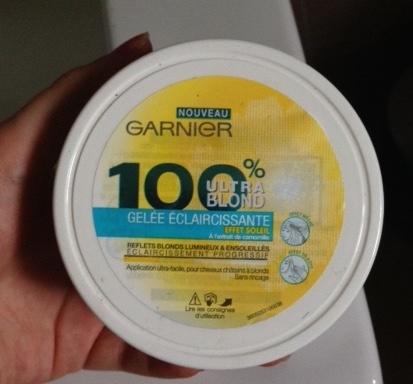 NOUVEAU
GARNIER
100%
ULTRA
BLOND
GELÉE ÉCLAIRCISSANTE
EFFET SOLEIL
À l'extrait de camomille
REFLETS BLONDS LUMINEUX & ENSOLEILLÉS
ÉCLAIRCISSEMENT PROGRESSIF
Application ultra-facile, pour cheveux châtains à blonds
Sans rinçage
Lire les consignes
d'utilisation